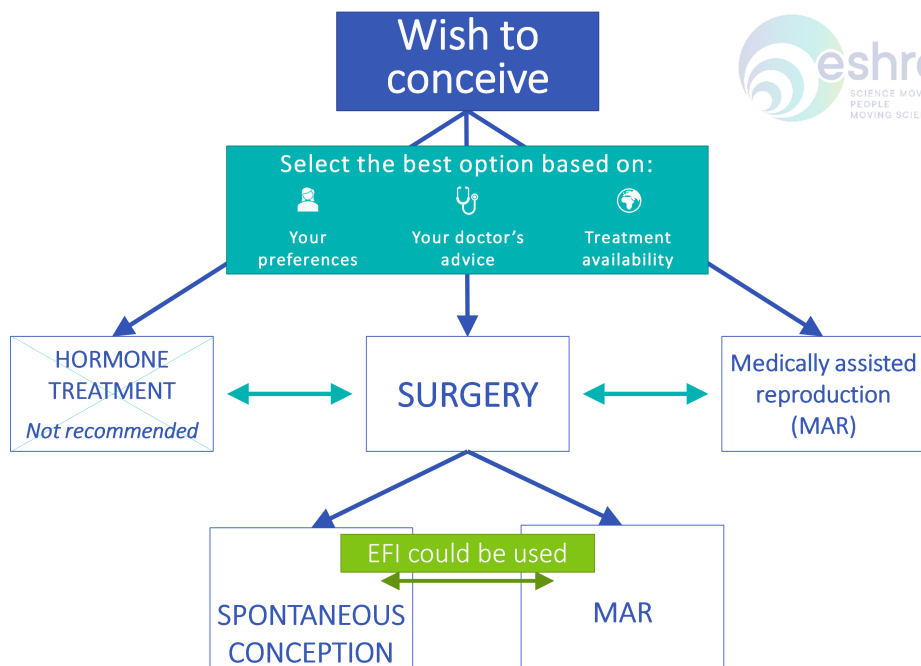 Wish to
conceive
eshre
SCIENCE MOVI
PEOPLE
MOVING SCIE
Select the best option based on:
Your
preferences
Your doctor's
advice
Treatment
availability
HORMONE
TREATMENT
Not recommended
SURGERY
Medically assisted
reproduction
(MAR)
EFI could be used
SPONTANEOUS
CONCEPTION
MAR